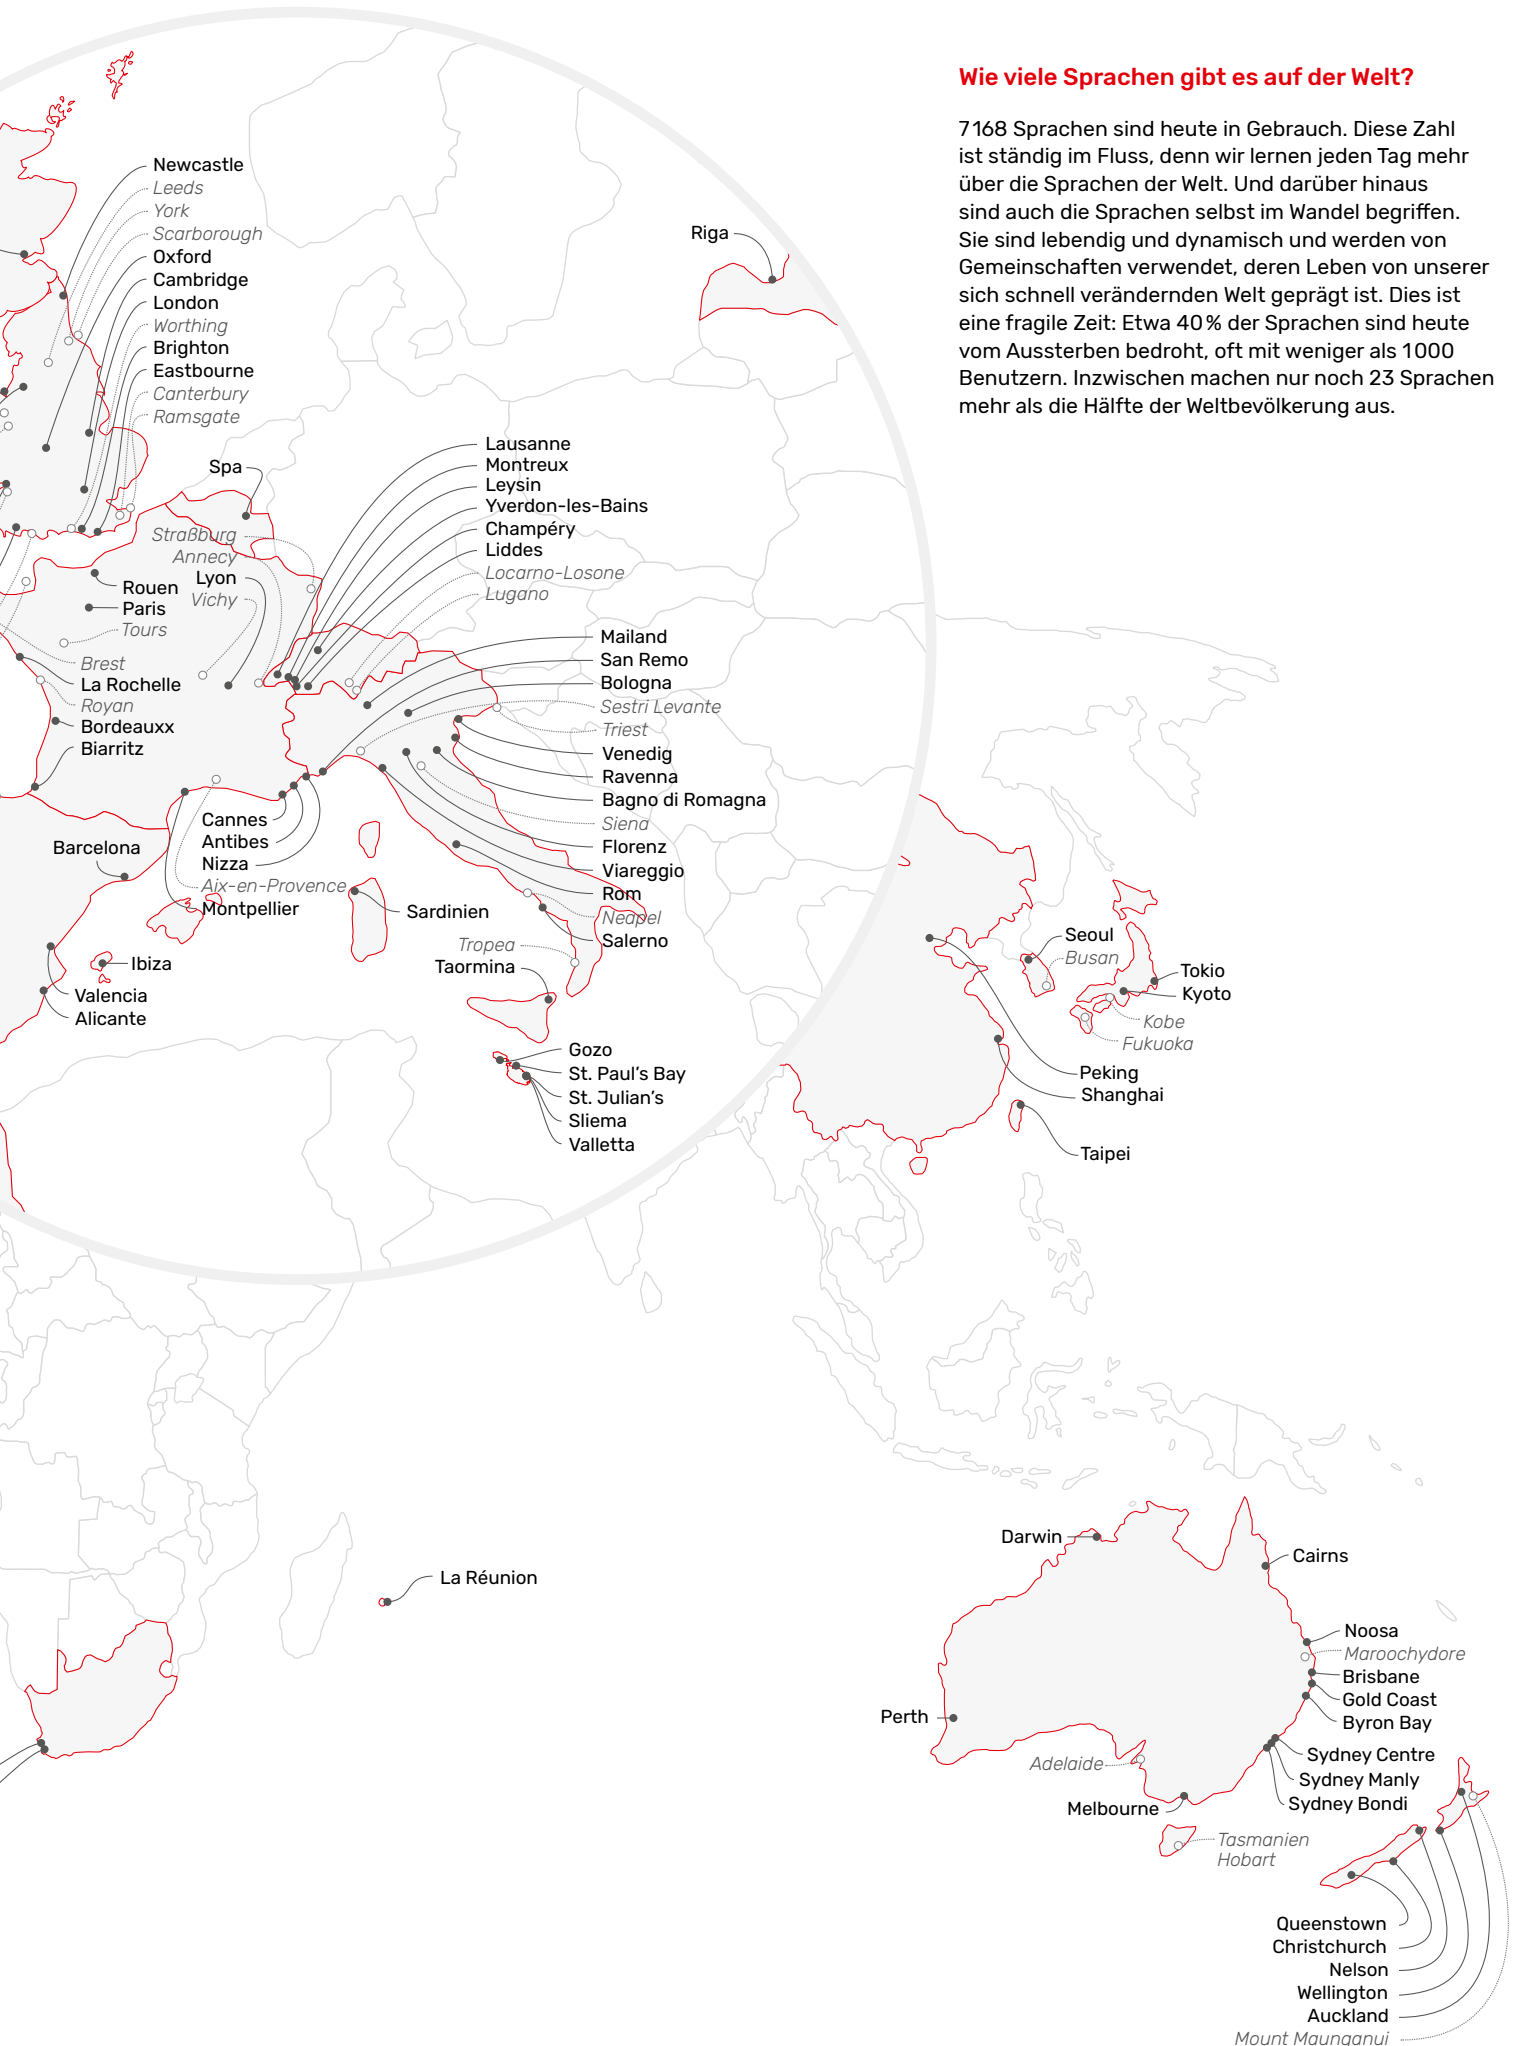 Wie viele Sprachen gibt es auf der Welt?
7168 Sprachen sind heute in Gebrauch. Diese Zahl
ist ständig im Fluss, denn wir lernen jeden Tag mehr
über die Sprachen der Welt. Und darüber hinaus
sind auch die Sprachen selbst im Wandel begriffen.
Sie sind lebendig und dynamisch und werden von
Gemeinschaften verwendet, deren Leben von unserer
sich schnell verändernden Welt geprägt ist. Dies ist
eine fragile Zeit: Etwa 40 % der Sprachen sind heute
vom Aussterben bedroht, oft mit weniger als 1000
Benutzern. Inzwischen machen nur noch 23 Sprachen
mehr als die Hälfte der Weltbevölkerung aus.
Newcastle
Leeds
York
Scarborough
Oxford
Cambridge
London
Worthing
Brighton
Eastbourne
Canterbury
Ramsgate
Riga
Spa
Straßburg
Annecy
Lyon
Vichy
Rouen
Paris
Tours
Brest
La Rochelle
Royan
Bordeauxx
Biarritz
Lausanne
Montreux
Leysin
Yverdon-les-Bains
Champéry
Liddes
Locarno-Losone
Lugano
Mailand
San Remo
Bologna
Sestri Levante
Triest
Venedig
Ravenna
Bagno di Romagna
Siena
Florenz
Viareggio
Rom
Neapel
Salerno
Cannes
Antibes
Nizza
Aix-en-Provence
Montpellier
Barcelona
Ibiza
Valencia
Alicante
Sardinien
Tropea
Taormina
Gozo
St. Paul's Bay
St. Julian's
Sliema
Valletta
Seoul
Busan
Tokio
Kyoto
Kobe
Fukuoka
Peking
Shanghai
Taipei
La Réunion
Darwin
Cairns
Noosa
Maroochydore
Brisbane
Gold Coast
Byron Bay
Perth
Adelaide
Sydney Centre
Sydney Manly
Sydney Bondi
Melbourne
Tasmanien
Hobart
Queenstown
Christchurch
Nelson
Wellington
Auckland
Mount Maunganui